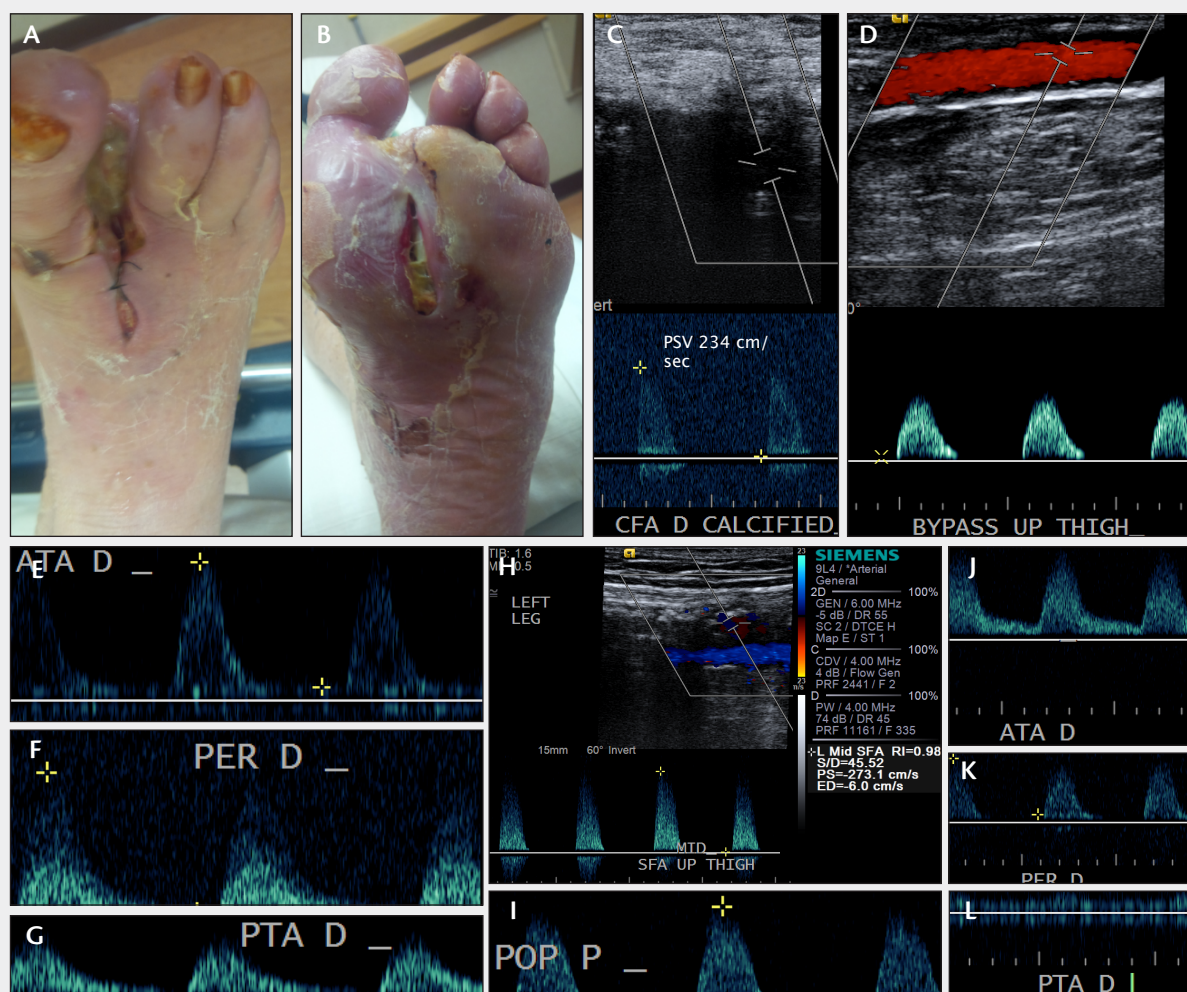 A
B
C
ert
PSV 234 cm/
sec
CFA D CALCIFIED_
D
0°
BYPASS UP THIGH_
ATA D _
E
F
PER D _
G
PTA D _
TIB: 1.6
0.5
H
LEFT
LEG
15mm 60° Invert
MID_
SFA UP THIGH
SIEMENS
9L4 / *Arterial
General
2D 100%
GEN / 6.00 MHz
-5 dB / DR 55
SC 2 / DTCE H
Map E / ST 1
C 100%
CDV / 4.00 MHz
4 dB / Flow Gen
PRF 2441 / F 2
D 100%
PW / 4.00 MHz
74 dB / DR 45
PRF 11161 / F 335
L Mid SFA RI=0.98
S/D=45.52
PS=-273.1 cm/s
ED=-6.0 cm/s
23
23
m/s
I
POP P _
J
ATA D
K
PER D
L
PTA D